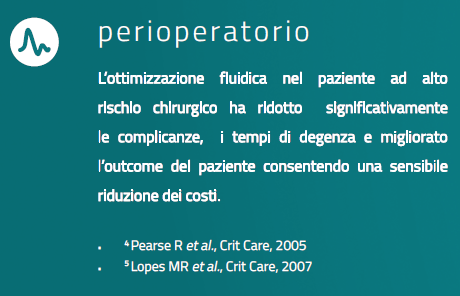 perioperatorio
L'ottimizzazione fluidica nel paziente ad alto
rischio chirurgico ha ridotto significativamente
le complicanze, i tempi di degenza e migliorato
l'outcome del paziente consentendo una sensibile
riduzione dei costi.
• ⁴ Pearse R et al., Crit Care, 2005
• ⁵ Lopes MR et al., Crit Care, 2007